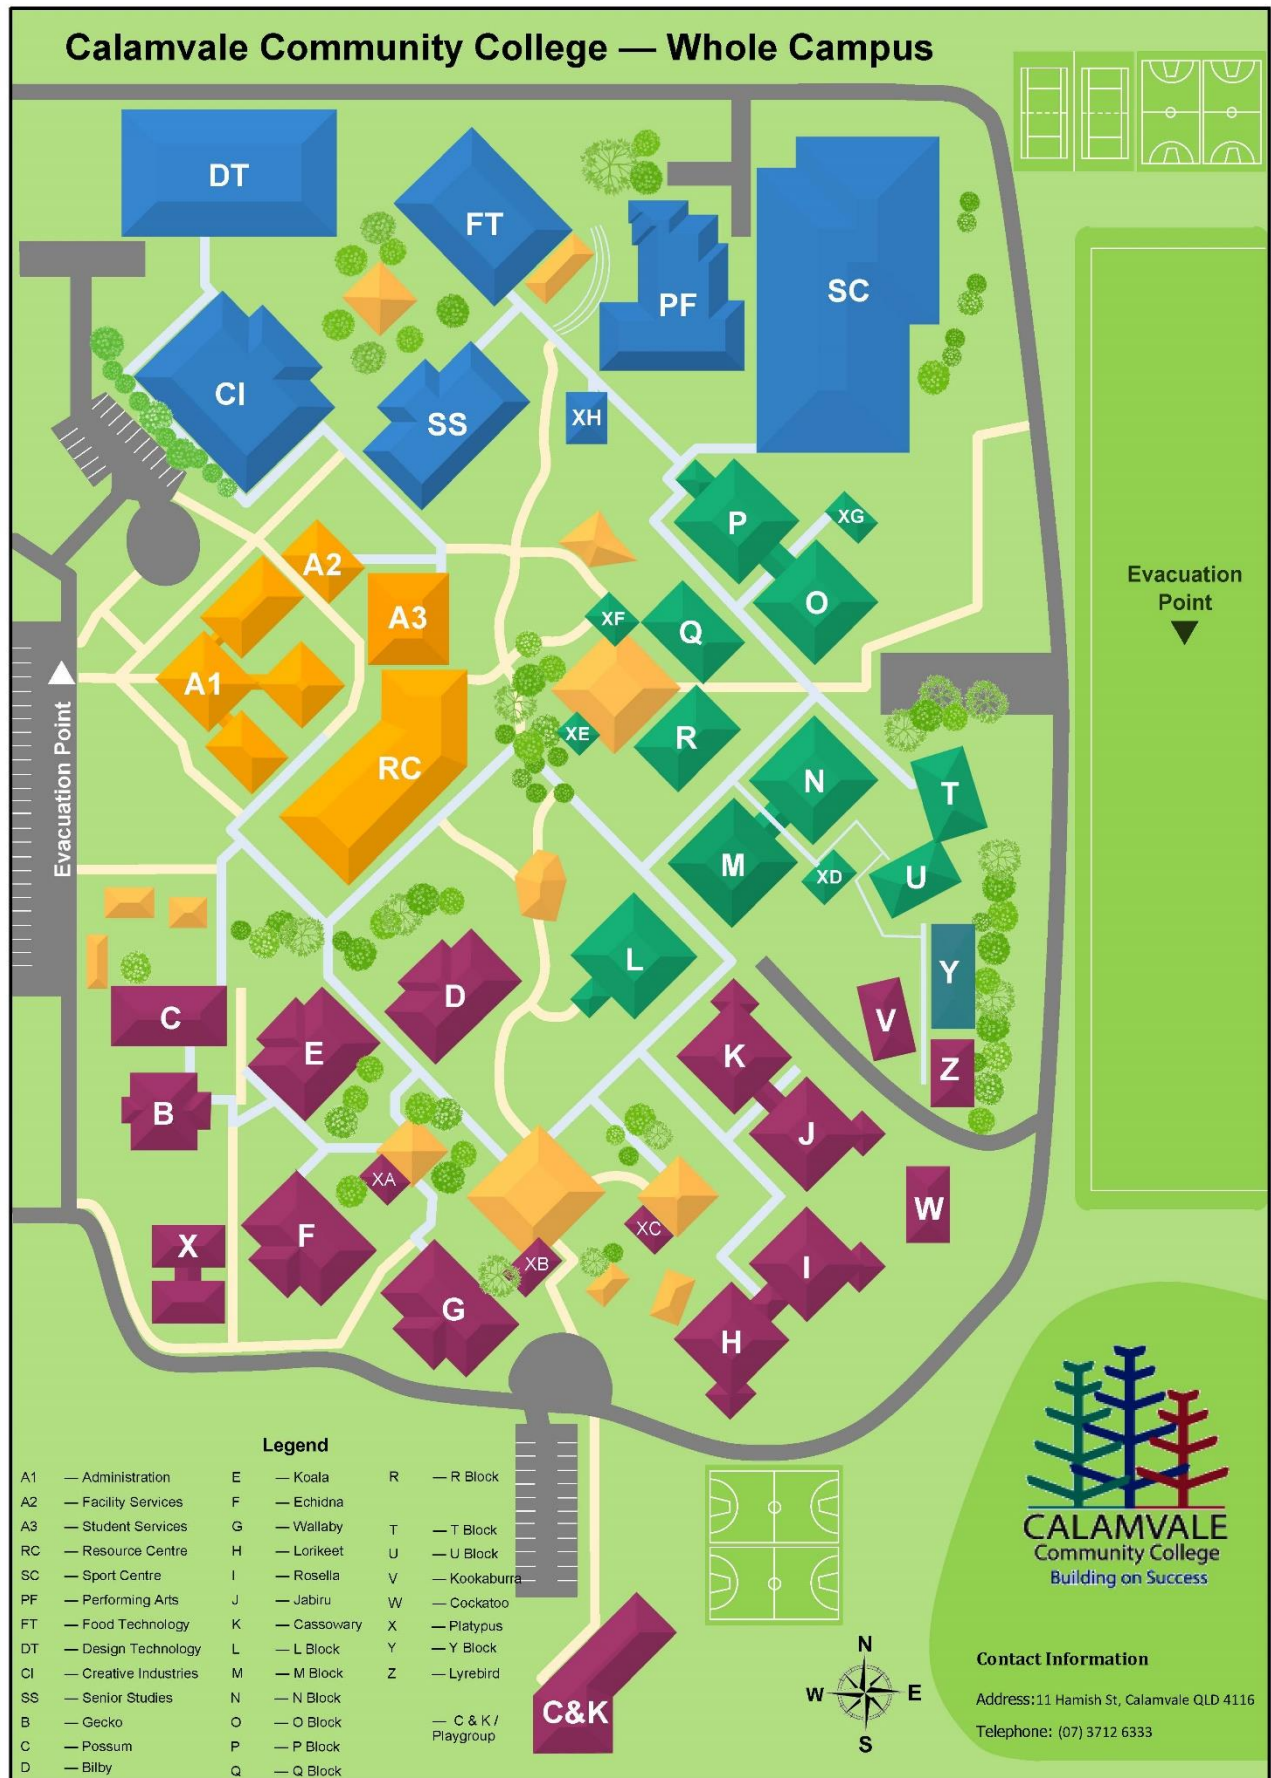 Calamvale Community College — Whole Campus
DT
FT
PF
SC
CI
SS
XH
P
XG
A2
O
Evacuation
Point
A3
XF
Q
A1
XE
R
Evacuation Point
RC
N
T
M
XD
U
L
Y
D
C
V
E
K
Z
B
J
XA
W
F
X
XC
XB
I
G
H
Legend
A1 — Administration
A2 — Facility Services
A3 — Student Services
RC — Resource Centre
SC — Sport Centre
PF — Performing Arts
FT — Food Technology
DT — Design Technology
CI — Creative Industries
SS — Senior Studies
B — Gecko
C — Possum
D — Bilby
E — Koala
F — Echidna
G — Wallaby
H — Lorikeet
I — Rosella
J — Jabiru
K — Cassowary
L — L Block
M — M Block
N — N Block
O — O Block
P — P Block
Q — Q Block
R — R Block
T — T Block
U — U Block
V — Kookaburra
W — Cockatoo
X — Platypus
Y — Y Block
Z — Lyrebird
— C & K /
Playgroup
C&K
N
W E
S
CALAMVALE
Community College
Building on Success
Contact Information
Address:11 Hamish St, Calamvale QLD 4116
Telephone: (07) 3712 6333